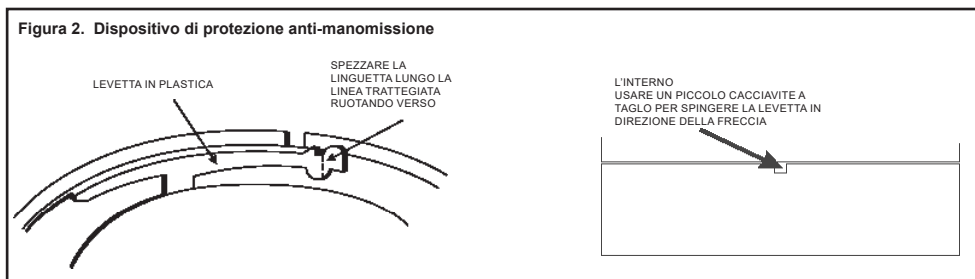 Figura 2. Dispositivo di protezione anti-manomissione
LEVETTA IN PLASTICA
SPEZZARE LA
LINGUETTA LUNGO LA
LINEA TRATTEGIATA
RUOTANDO VERSO
L'INTERNO
USARE UN PICCOLO CACCIAVITE A
TAGLO PER SPINGERE LA LEVETTA IN
DIREZIONE DELLA FRECCIA